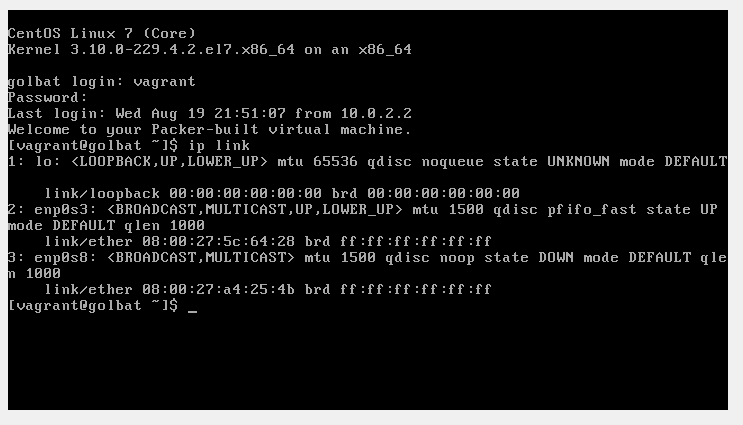 CentOS Linux 7 (Core)
Kernel 3.10.0-229.4.2.el7.x86_64 on an x86_64
golbat login: vagrant
Password:
Last login: Wed Aug 19 21:51:07 from 10.0.2.2
Welcome to your Packer-built virtual machine.
[vagrant@golbat ~]$ ip link
1: lo: <LOOPBACK,UP,LOWER_UP> mtu 65536 qdisc noqueue state UNKNOWN mode DEFAULT
    link/loopback 00:00:00:00:00:00 brd 00:00:00:00:00:00
2: enp0s3: <BROADCAST,MULTICAST,UP,LOWER_UP> mtu 1500 qdisc pfifo_fast state UP
mode DEFAULT qlen 1000
    link/ether 08:00:27:5c:64:28 brd ff:ff:ff:ff:ff:ff
3: enp0s8: <BROADCAST,MULTICAST> mtu 1500 qdisc noop state DOWN mode DEFAULT qle
n 1000
    link/ether 08:00:27:a4:25:4b brd ff:ff:ff:ff:ff:ff
[vagrant@golbat ~]$ _